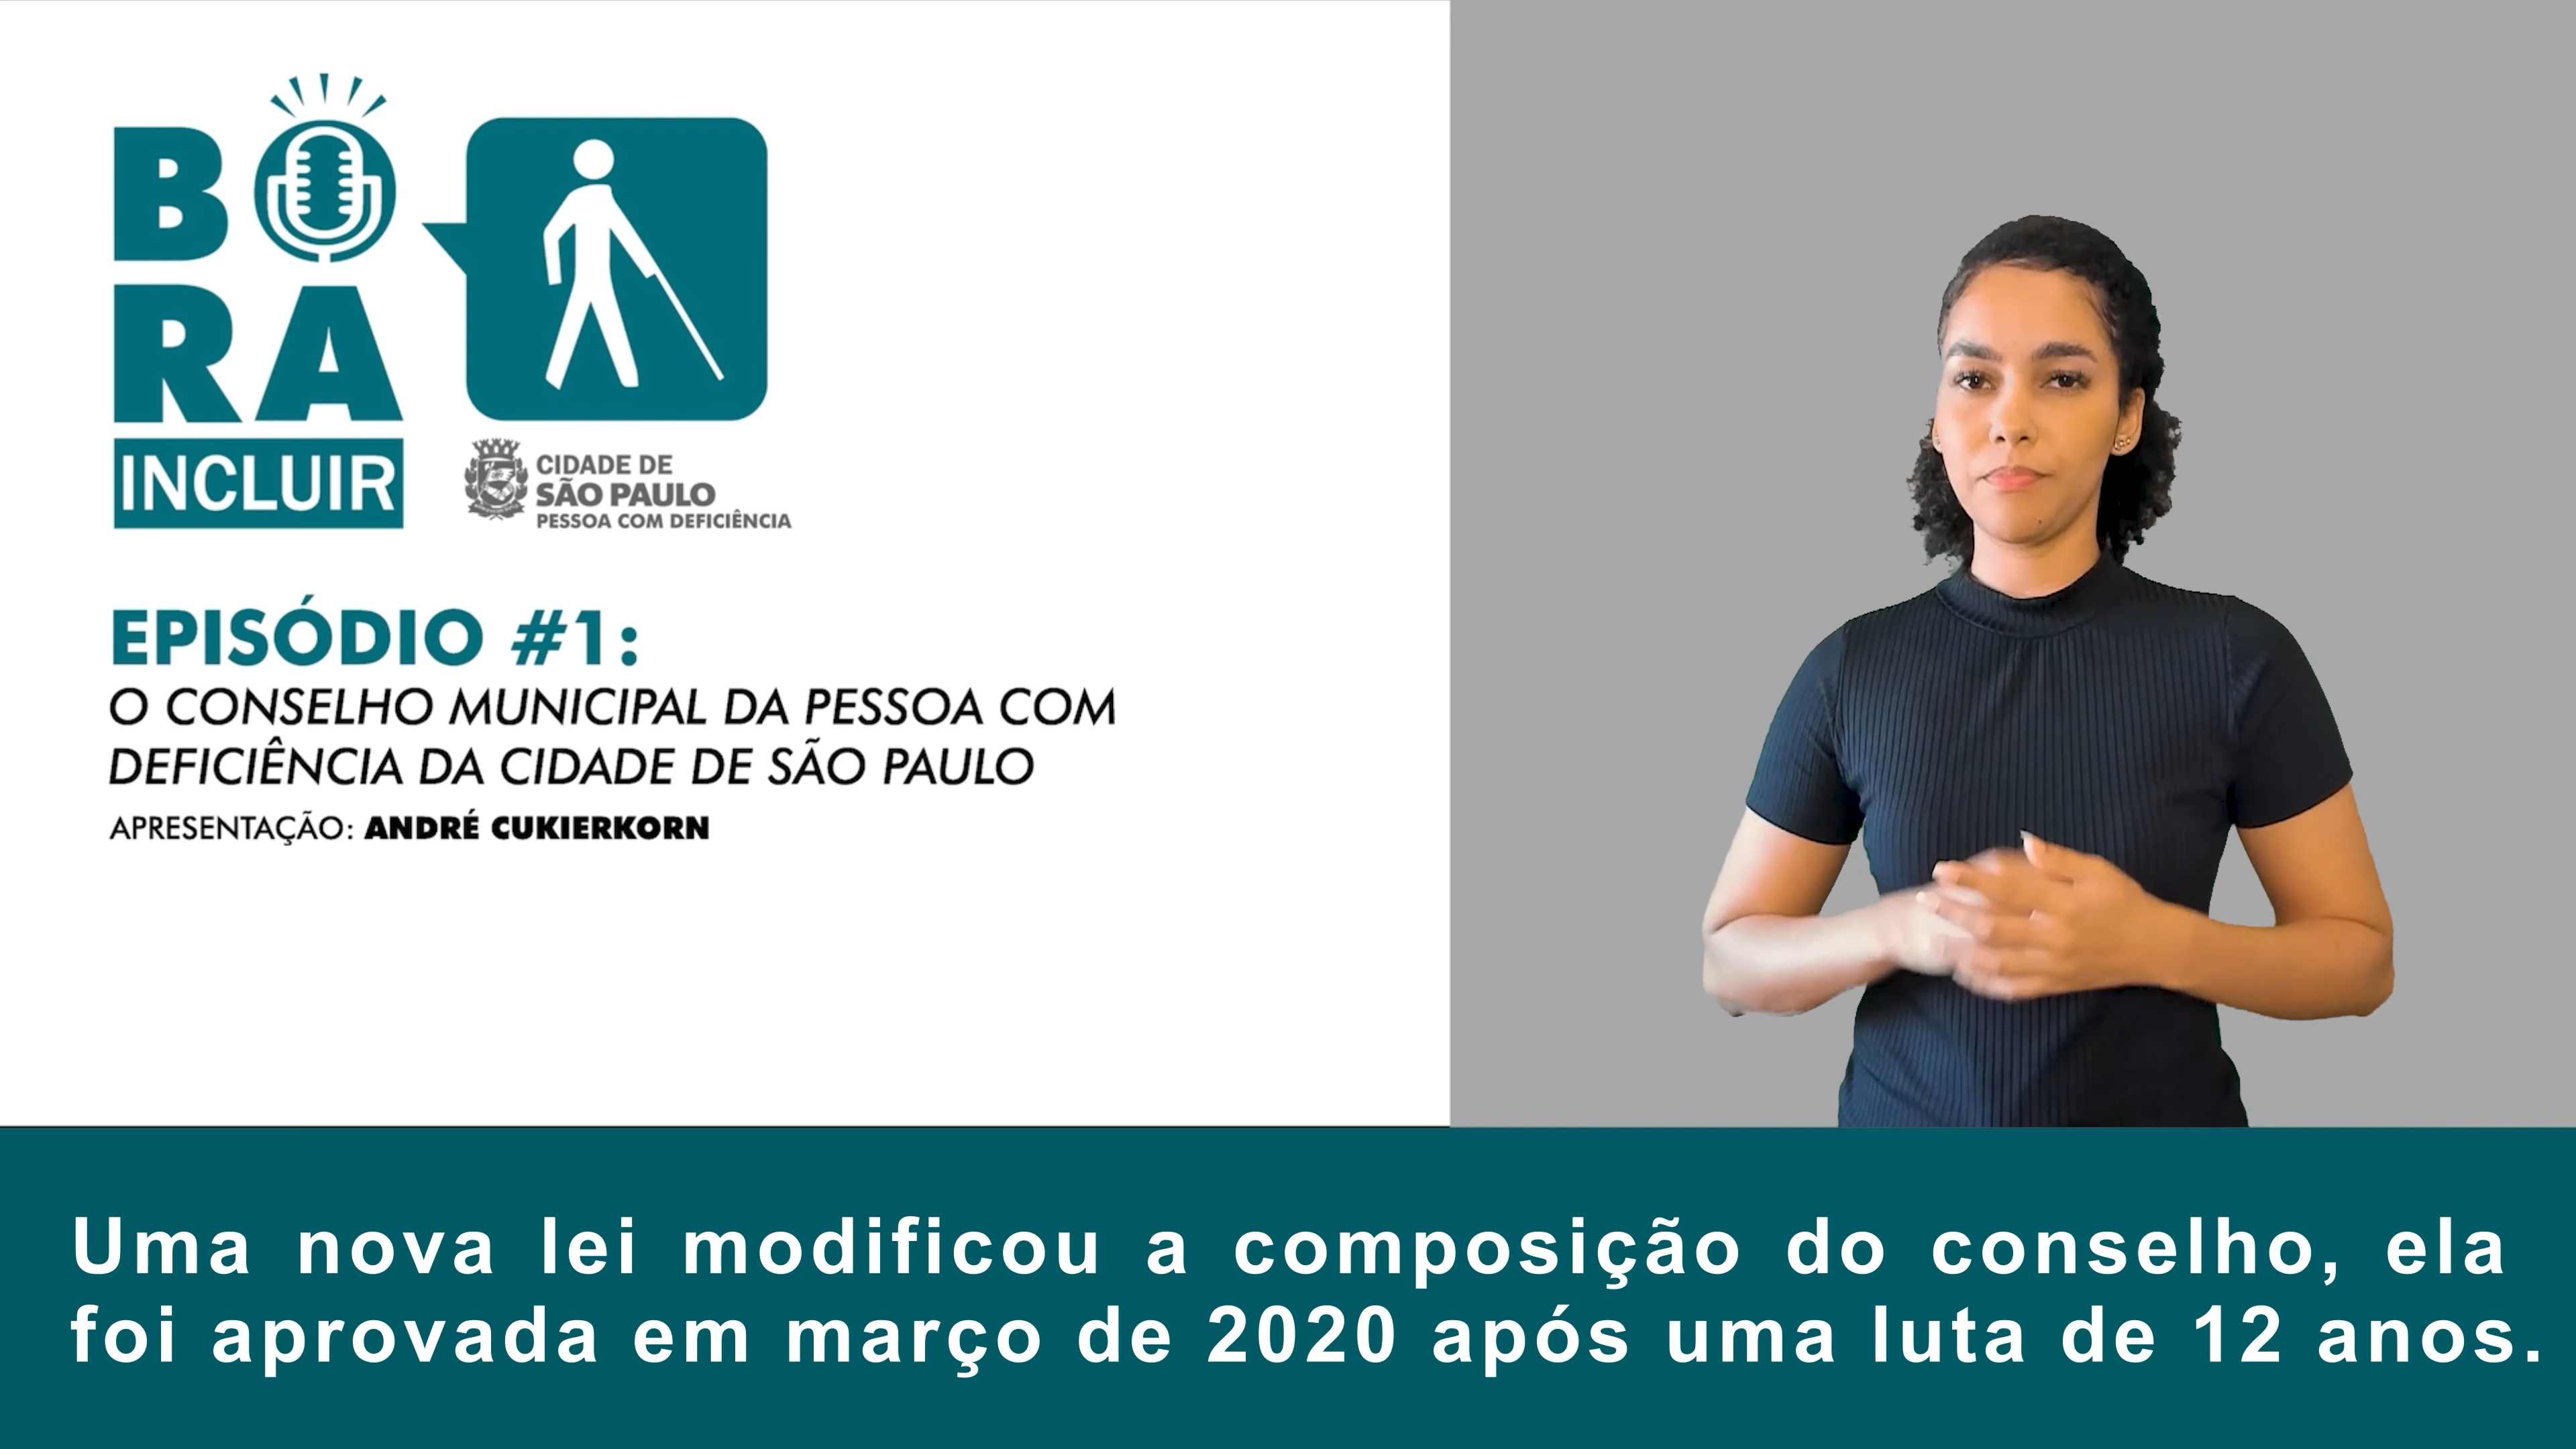 BORA
INCLUIR
CIDADE DE
SÃO PAULO
PESSOA COM DEFICIÊNCIA
EPISÓDIO #1:
O CONSELHO MUNICIPAL DA PESSOA COM
DEFICIÊNCIA DA CIDADE DE SÃO PAULO
APRESENTAÇÃO: ANDRÉ CUKIERKORN
Uma nova lei modificou a composição do conselho, ela
foi aprovada em março de 2020 após uma luta de 12 anos.